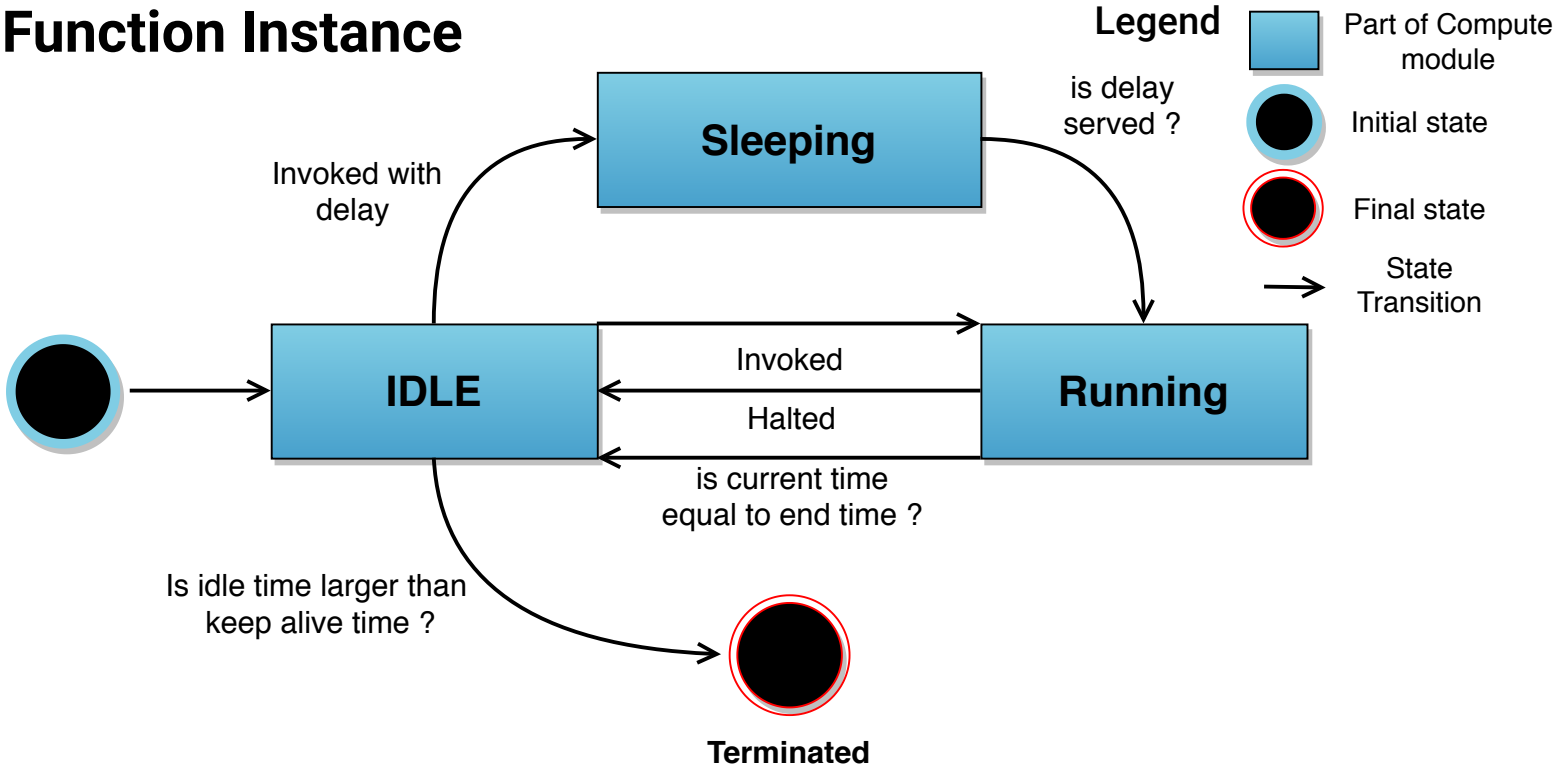 Function Instance
Legend
Part of Compute
module
Initial state
Final state
State
Transition
is delay
served ?
Sleeping
Invoked with
delay
IDLE
Invoked
Halted
is current time
equal to end time ?
Running
Is idle time larger than
keep alive time ?
Terminated